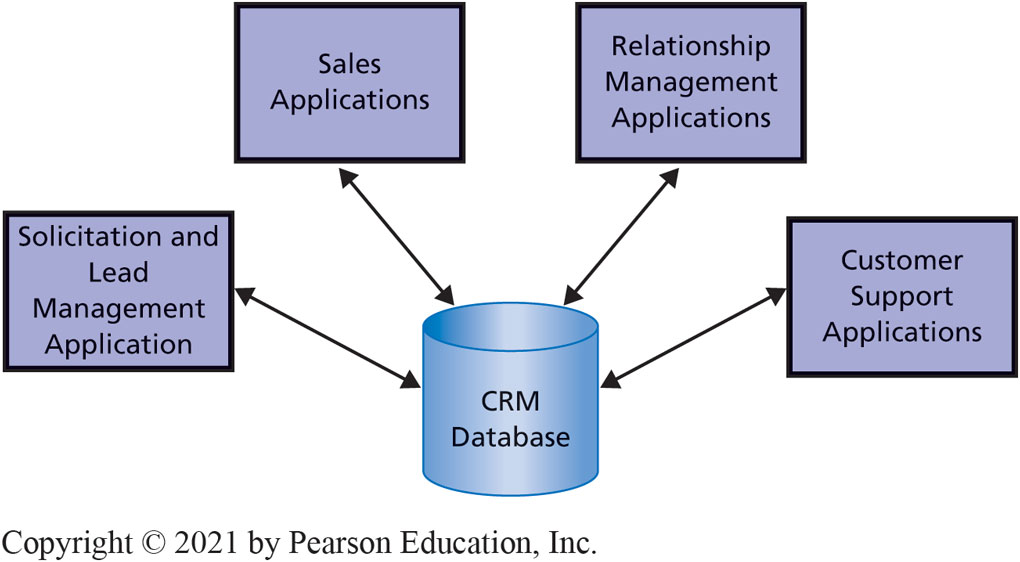 Sales
Applications
Relationship
Management
Applications
Solicitation and
Lead
Management
Application
Customer
Support
Applications
CRM
Database
Copyright © 2021 by Pearson Education, Inc.